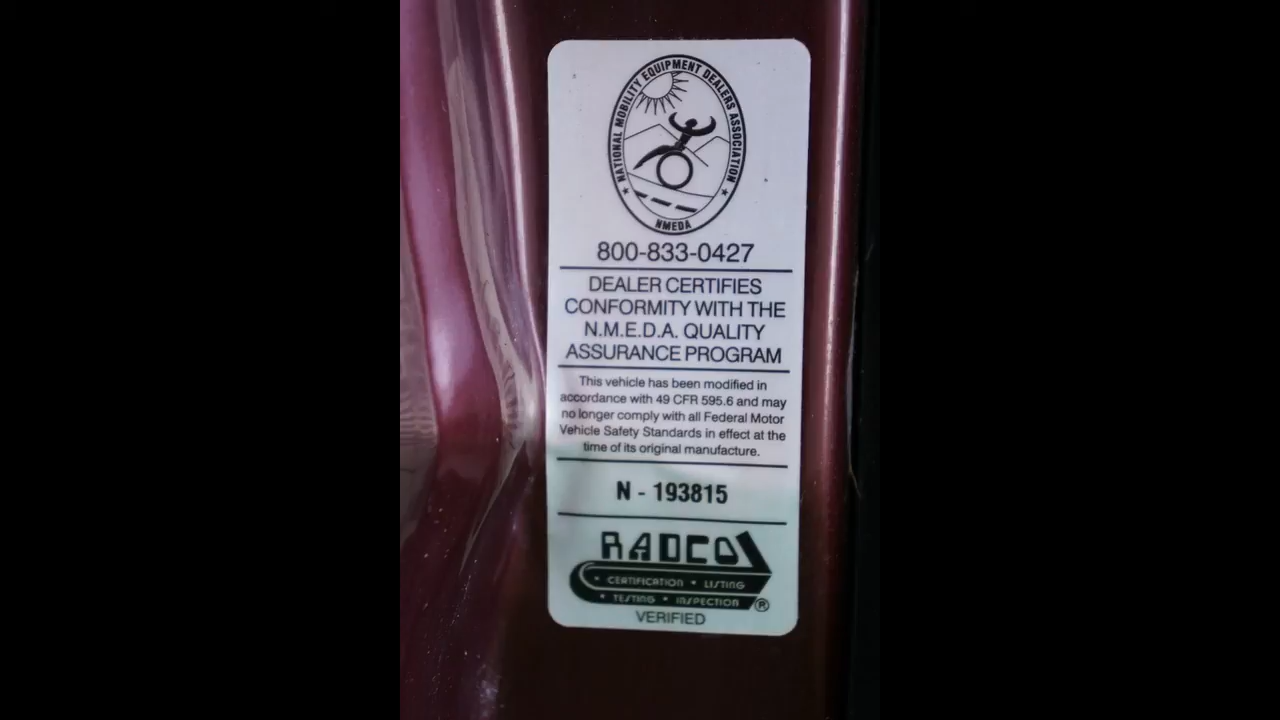 NATIONAL MOBILITY EQUIPMENT DEALERS ASSOCIATION
NMEDA
800-833-0427
DEALER CERTIFIES
CONFORMITY WITH THE
N.M.E.D.A. QUALITY
ASSURANCE PROGRAM
This vehicle has been modified in
accordance with 49 CFR 595.6 and may
no longer comply with all Federal Motor
Vehicle Safety Standards in effect at the
time of its original manufacture.
N - 193815
RADCO
• CERTIFICATION • LISTING
• TESTING • INSPECTION ®
VERIFIED